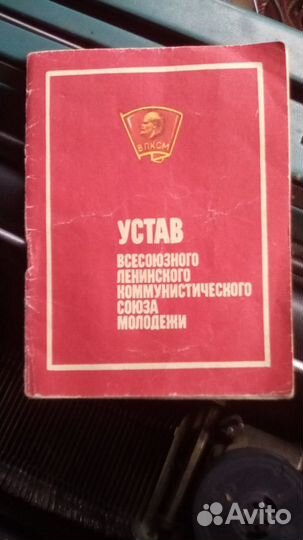 ВЛКСМ
УСТАВ
ВСЕСОЮЗНОГО
ЛЕНИНСКОГО
КОММУНИСТИЧЕСКОГО
СОЮЗА
МОЛОДЕЖИ
Avito